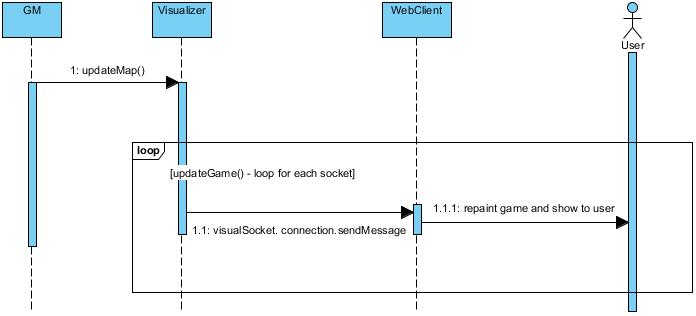 GM
Visualizer
WebClient
User
1: updateMap()
loop
[updateGame() - loop for each socket]
1.1.1: repaint game and show to user
1.1: visualSocket. connection.sendMessage